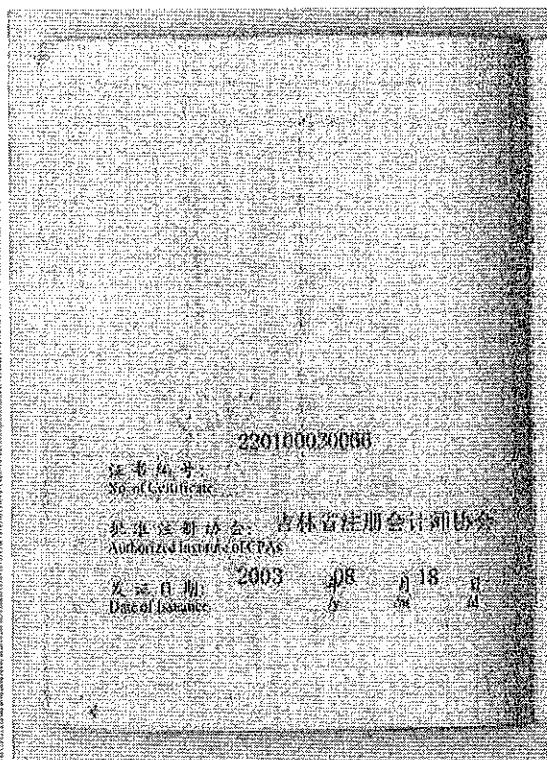 220100030066
证书编号:
No. of Certificate
批准注册协会: 吉林省注册会计师协会
Authorized Institute of CPAs
发证日期: 2003 年 08 月 18 日
Date of Issuance /y /m /d